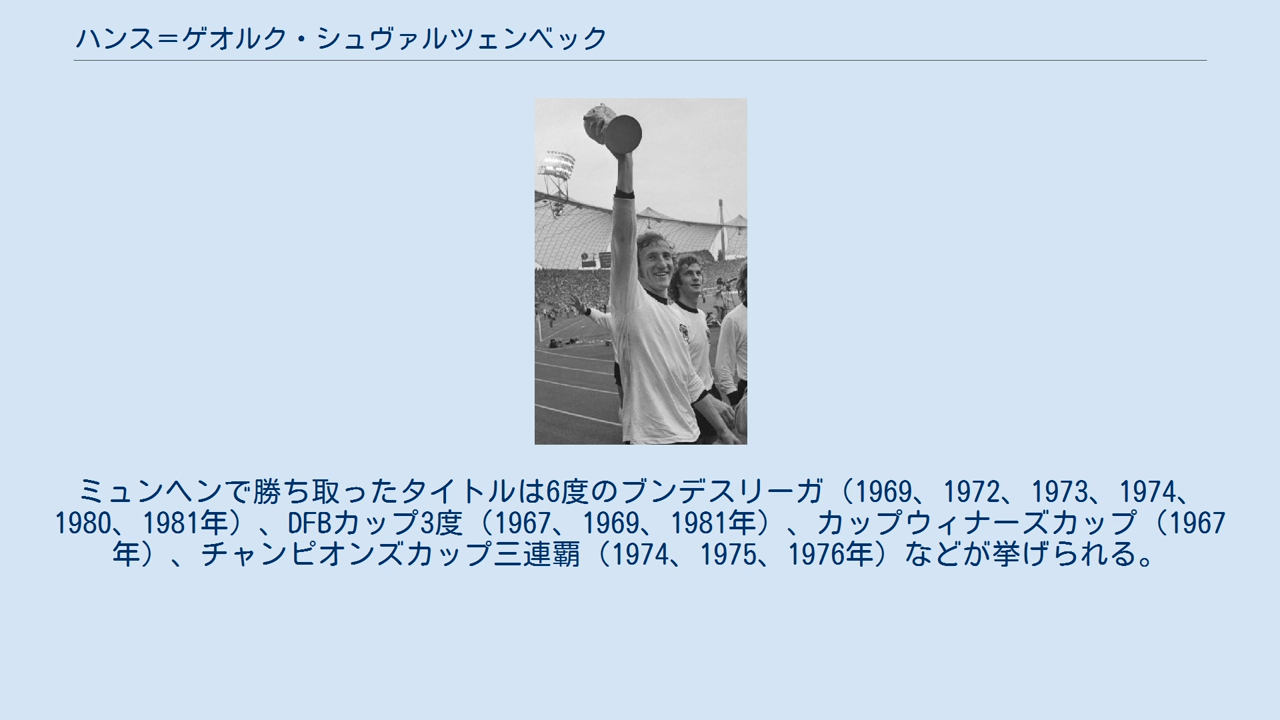 ハンス＝ゲオルク・シュヴァルツェンベック
ミュンヘンで勝ち取ったタイトルは6度のブンデスリーガ（1969、1972、1973、1974、
1980、1981年）、DFBカップ3度（1967、1969、1981年）、カップウィナーズカップ（1967
年）、チャンピオンズカップ三連覇（1974、1975、1976年）などが挙げられる。